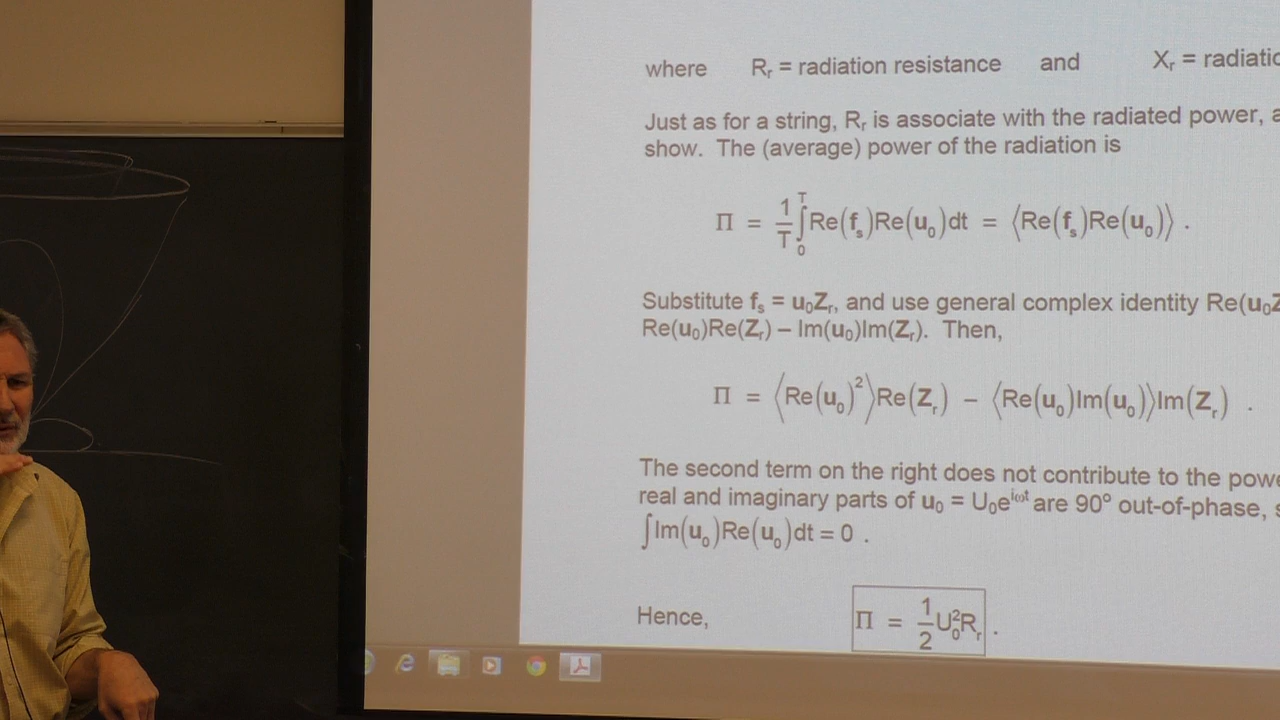 where R_r = radiation resistance and X_r = 
Just as for a string, R_r is associate with the radiated power,
show. The (average) power of the radiation is
Π = 1/T ∫_0^T Re(f_s)Re(u_0)dt = ⟨Re(f_s)Re(u_0)⟩ .
Substitute f_s = u_0Z_r, and use general complex identity Re(u_0Z
Re(u_0)Re(Z_r) – Im(u_0)Im(Z_r). Then,
Π = ⟨Re(u_0)^2⟩Re(Z_r) – ⟨Re(u_0)Im(u_0)⟩Im(Z_r) .
The second term on the right does not contribute to the
real and imaginary parts of u_0 = U_0e^{iωt} are 90° out-of-phase,
∫Im(u_0)Re(u_0)dt = 0 .
Hence, Π = 1/2 U_0^2R_r .